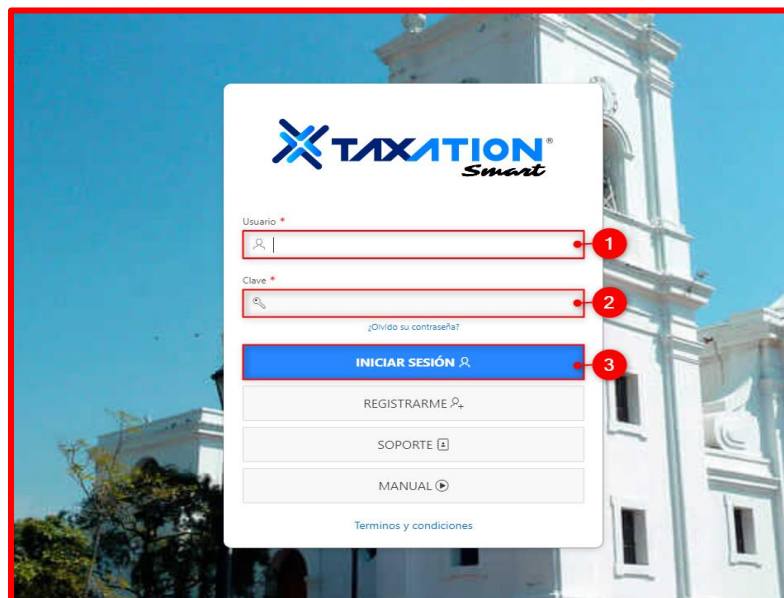 TAXATION®
Smart
Usuario *
1
Clave *
2
¿Olvido su contraseña?
INICIAR SESIÓN
3
REGISTRARME
SOPORTE
MANUAL
Terminos y condiciones